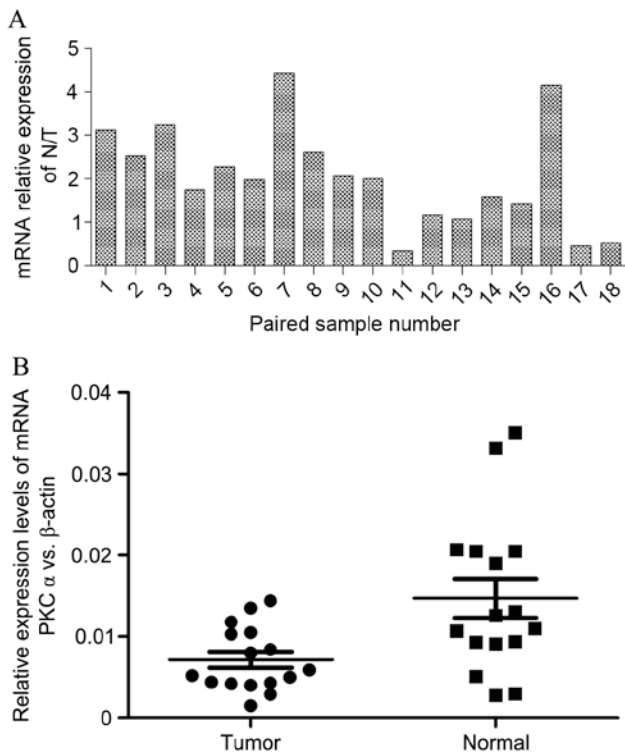 A
mRNA relative expression
of N/T
5
4
3
2
1
0
1 2 3 4 5 6 7 8 9 10 11 12 13 14 15 16 17 18
Paired sample number
B
Relative expression levels of mRNA
PKC α vs. β-actin
0.04
0.03
0.02
0.01
0
Tumor Normal